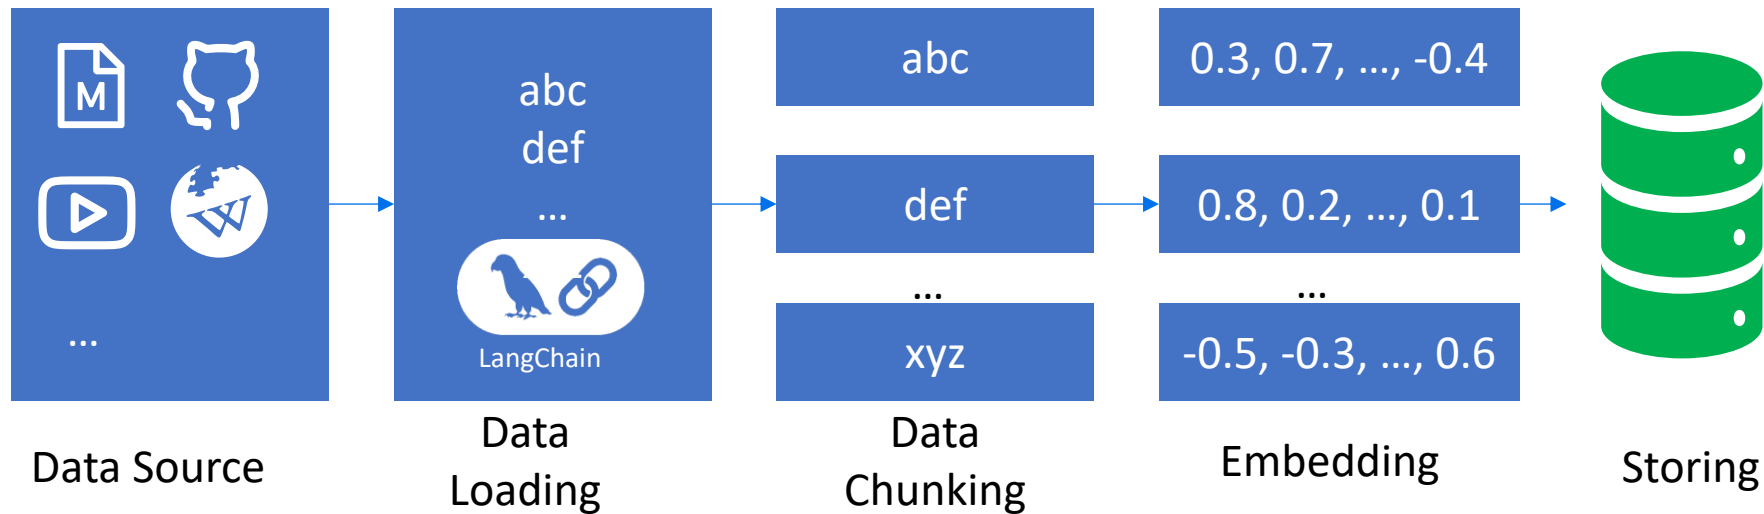 M
W
...
Data Source
abc
def
...
LangChain
Data
Loading
abc
def
...
xyz
Data
Chunking
0.3, 0.7, ..., -0.4
0.8, 0.2, ..., 0.1
...
-0.5, -0.3, ..., 0.6
Embedding
Storing